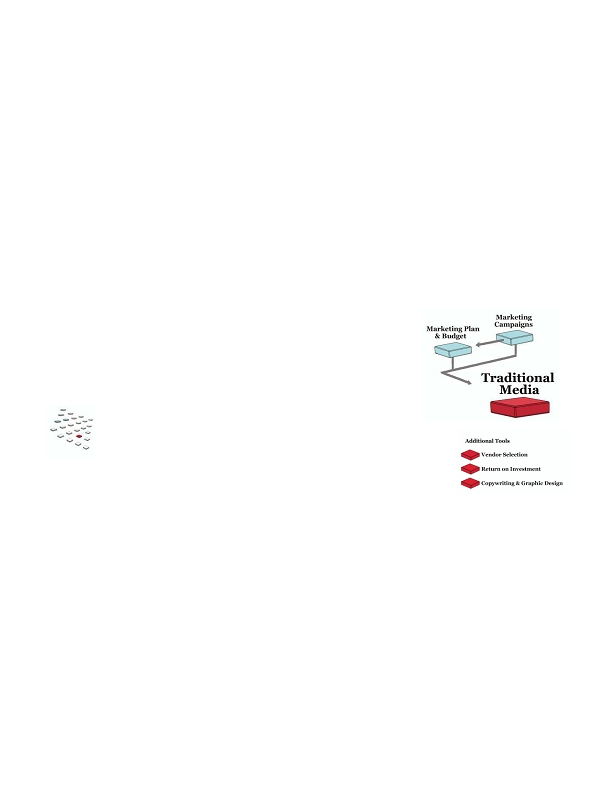 Marketing
Campaigns
Marketing Plan
& Budget
Traditional
Media
Additional Tools
Vendor Selection
Return on Investment
Copywriting & Graphic Design